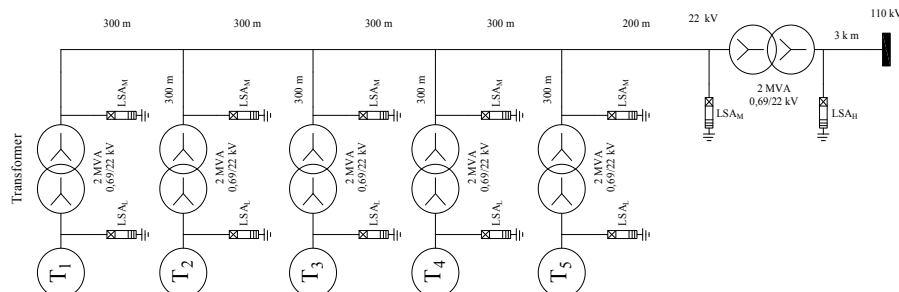 300 m
300 m
300 m
300 m
200 m
22 kV
110 kV
3 km
2 MVA
0,69/22 kV
LSA_M
LSA_H
300 m
300 m
300 m
300 m
LSA_M
LSA_M
LSA_M
LSA_M
LSA_M
Transformer
2 MVA
0,69/22 kV
2 MVA
0,69/22 kV
2 MVA
0,69/22 kV
2 MVA
0,69/22 kV
2 MVA
0,69/22 kV
LSA_L
LSA_L
LSA_L
LSA_L
LSA_L
T_1
T_2
T_3
T_4
T_5